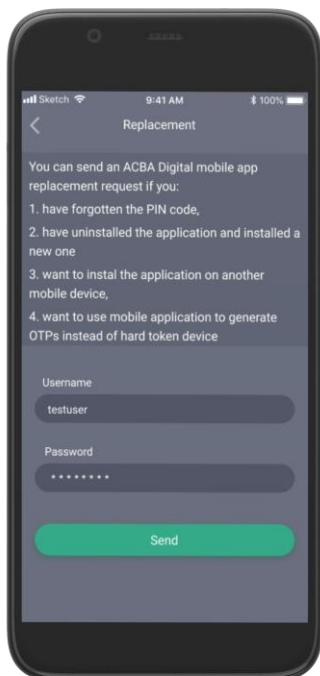 Sketch 9:41 AM 100%
Replacement
You can send an ACBA Digital mobile app
replacement request if you:
1. have forgotten the PIN code,
2. have uninstalled the application and installed a
new one
3. want to instal the application on another
mobile device,
4. want to use mobile application to generate
OTPs instead of hard token device
Username
testuser
Password
********
Send